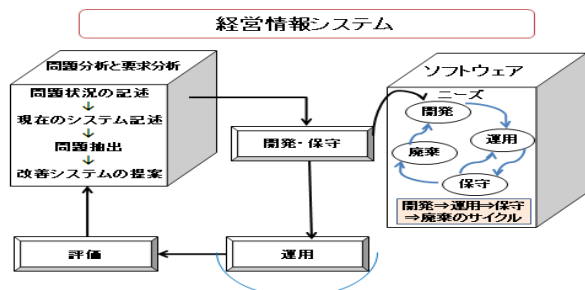 経営情報システム
問題分析と要求分析
問題状況の記述
現在のシステム記述
問題抽出
改善システムの提案
開発・保守
ソフトウェア
ニーズ
開発
運用
廃棄
保守
開発⇒運用⇒保守
⇒廃棄のサイクル
評価
運用